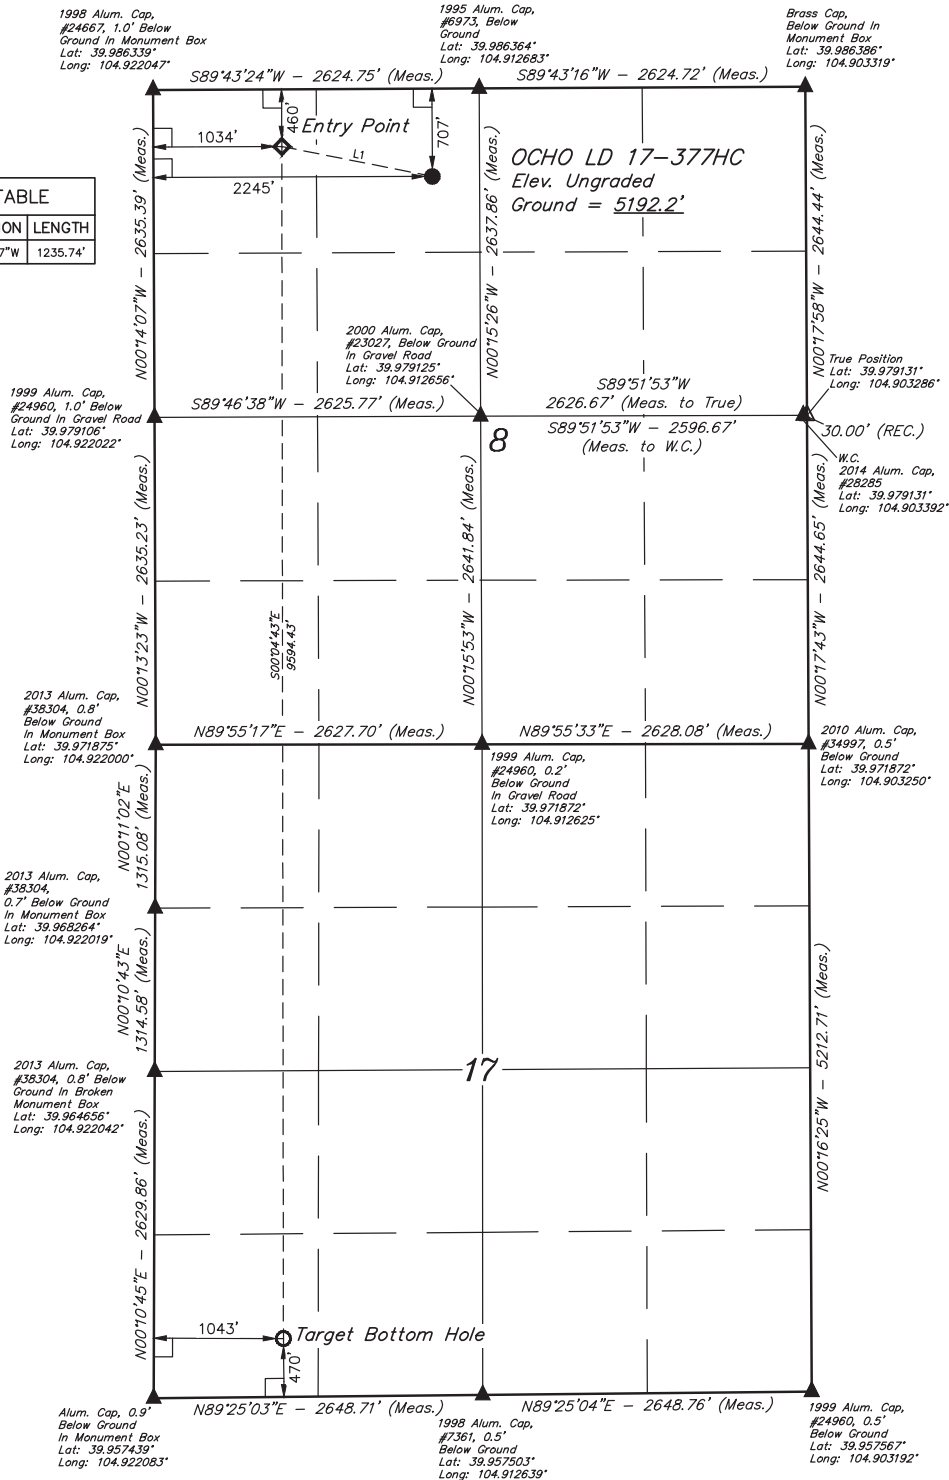 1998 Alum. Cap,
#24667, 1.0' Below
Ground In Monument Box
Lat: 39.986339°
Long: 104.922047°
1995 Alum. Cap,
#6973, Below
Ground
Lat: 39.986364°
Long: 104.912683°
Brass Cap,
Below Ground In
Monument Box
Lat: 39.986386°
Long: 104.903319°
S89°43'24"W - 2624.75' (Meas.)
S89°43'16"W - 2624.72' (Meas.)
460'
Entry Point
707'
1034'
L1
2245'
OCHO LD 17-377HC
Elev. Ungraded
Ground = 5192.2'
TABLE
ON LENGTH
7"W 1235.74'
N00°14'07"W - 2635.39' (Meas.)
N00°15'26"W - 2637.86' (Meas.)
N00°17'58"W - 2644.44' (Meas.)
2000 Alum. Cap,
#23027, Below Ground
In Gravel Road
Lat: 39.979125°
Long: 104.912656°
True Position
Lat: 39.979131°
Long: 104.903286°
1999 Alum. Cap,
#24960, 1.0' Below
Ground In Gravel Road
Lat: 39.979106°
Long: 104.922022°
S89°46'38"W - 2625.77' (Meas.)
S89°51'53"W
2626.67' (Meas. to True)
S89°51'53"W - 2596.67'
(Meas. to W.C.)
8
30.00' (REC.)
W.C.
2014 Alum. Cap,
#28285
Lat: 39.979131°
Long: 104.903392°
N00°13'23"W - 2635.23' (Meas.)
S00°04'43"E
9594.43'
N00°15'53"W - 2641.84' (Meas.)
N00°17'43"W - 2644.65' (Meas.)
2013 Alum. Cap,
#38304, 0.8'
Below Ground
In Monument Box
Lat: 39.971875°
Long: 104.922000°
N89°55'17"E - 2627.70' (Meas.)
N89°55'33"E - 2628.08' (Meas.)
2010 Alum. Cap,
#34997, 0.5'
Below Ground
Lat: 39.971872°
Long: 104.903250°
1999 Alum. Cap,
#24960, 0.2'
Below Ground
In Gravel Road
Lat: 39.971872°
Long: 104.912625°
N00°11'02"E
1315.08' (Meas.)
2013 Alum. Cap,
#38304,
0.7' Below Ground
In Monument Box
Lat: 39.968264°
Long: 104.922019°
N00°10'43"E
1314.58' (Meas.)
2013 Alum. Cap,
#38304, 0.8' Below
Ground In Broken
Monument Box
Lat: 39.964656°
Long: 104.922042°
17
N00°16'25"W - 5212.71' (Meas.)
N00°10'45"E - 2629.86' (Meas.)
1043'
Target Bottom Hole
470'
N89°25'03"E - 2648.71' (Meas.)
N89°25'04"E - 2648.76' (Meas.)
Alum. Cap, 0.9'
Below Ground
In Monument Box
Lat: 39.957439°
Long: 104.922083°
1998 Alum. Cap,
#7361, 0.5'
Below Ground
Lat: 39.957503°
Long: 104.912639°
1999 Alum. Cap,
#24960, 0.5'
Below Ground
Lat: 39.957567°
Long: 104.903192°